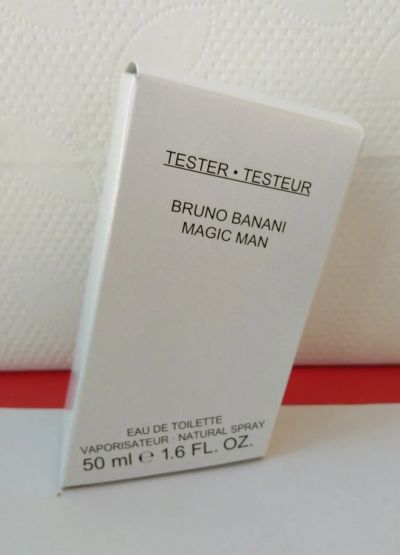 TESTER • TESTEUR
BRUNO BANANI
MAGIC MAN
EAU DE TOILETTE
VAPORISATEUR · NATURAL SPRAY
50 ml ℮ 1.6 FL. OZ.